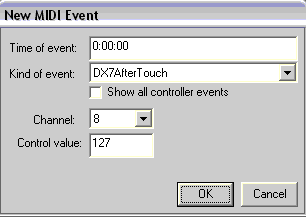 New MIDI Event
Time of event: 0:00:00
Kind of event: DX7AfterTouch
Show all controller events
Channel: 8
Control value: 127
OK Cancel